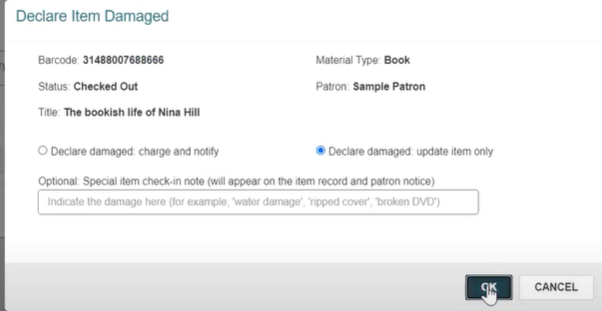 Declare Item Damaged
Barcode: 31488007688666 Material Type: Book
Status: Checked Out Patron: Sample Patron
Title: The bookish life of Nina Hill
Declare damaged: charge and notify Declare damaged: update item only
Optional: Special item check-in note (will appear on the item record and patron notice)
Indicate the damage here (for example, 'water damage', 'ripped cover', 'broken DVD')
OK CANCEL